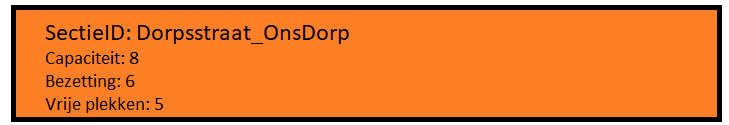 SectieID: Dorpsstraat_OnsDorp
Capaciteit: 8
Bezetting: 6
Vrije plekken: 5